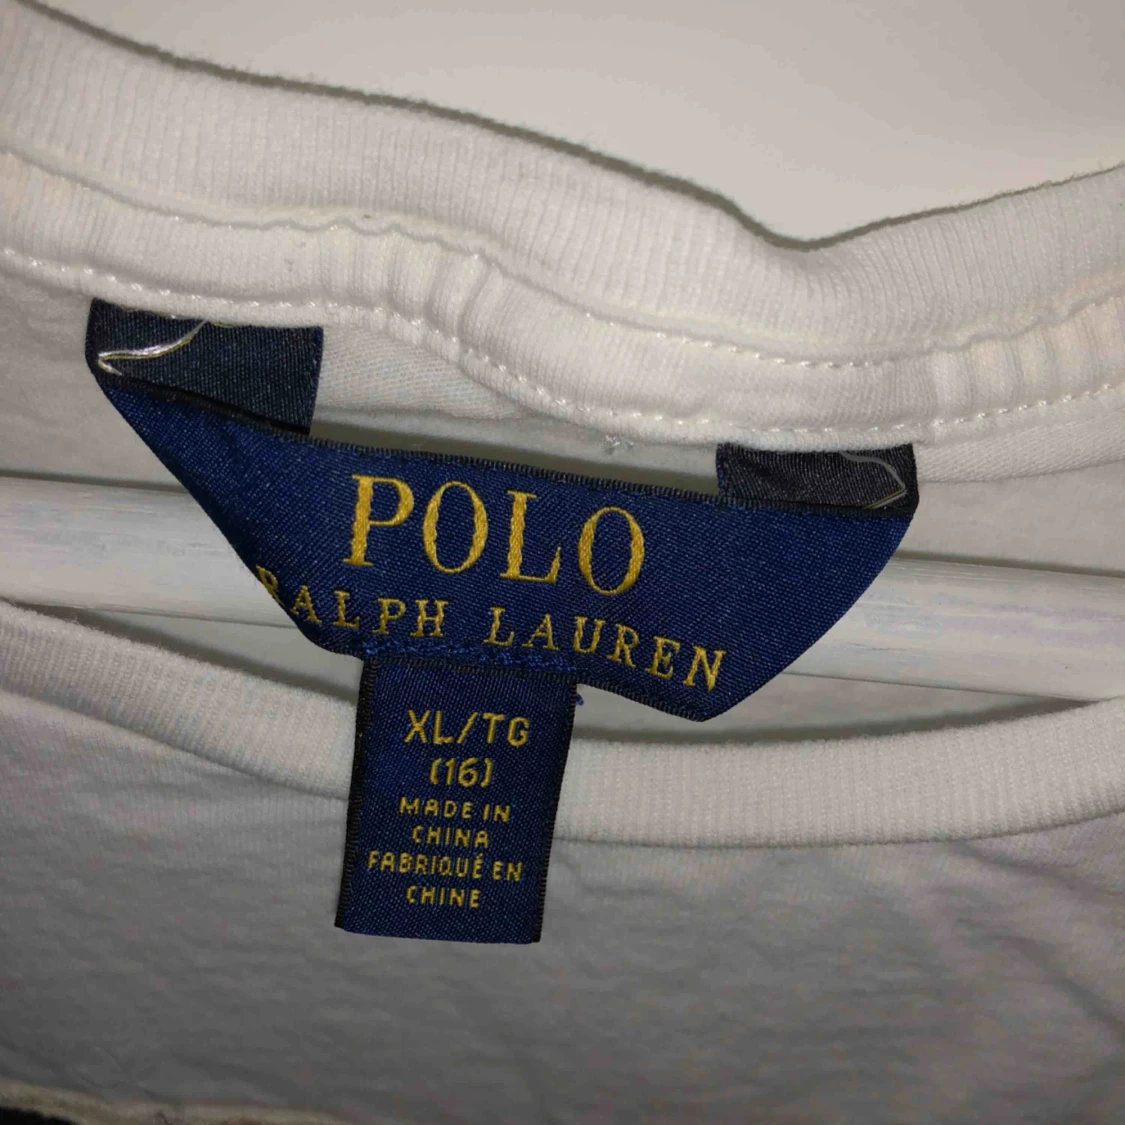 POLO
RALPH LAUREN
XL/TG
(16)
MADE IN
CHINA
FABRIQUÉ EN
CHINE